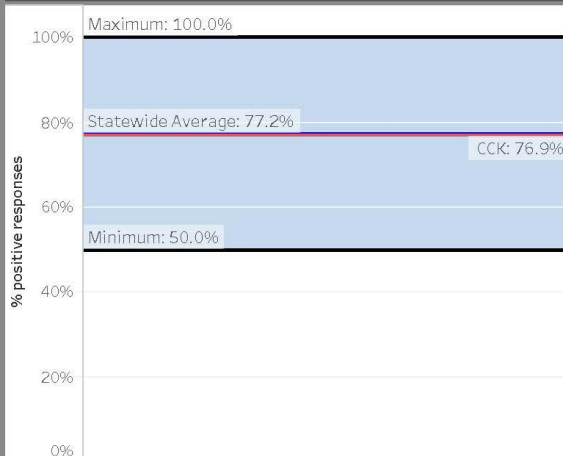 Maximum: 100.0%
100%
80%
Statewide Average: 77.2%
CCK: 76.9%
60%
Minimum: 50.0%
40%
20%
0%
% positive responses